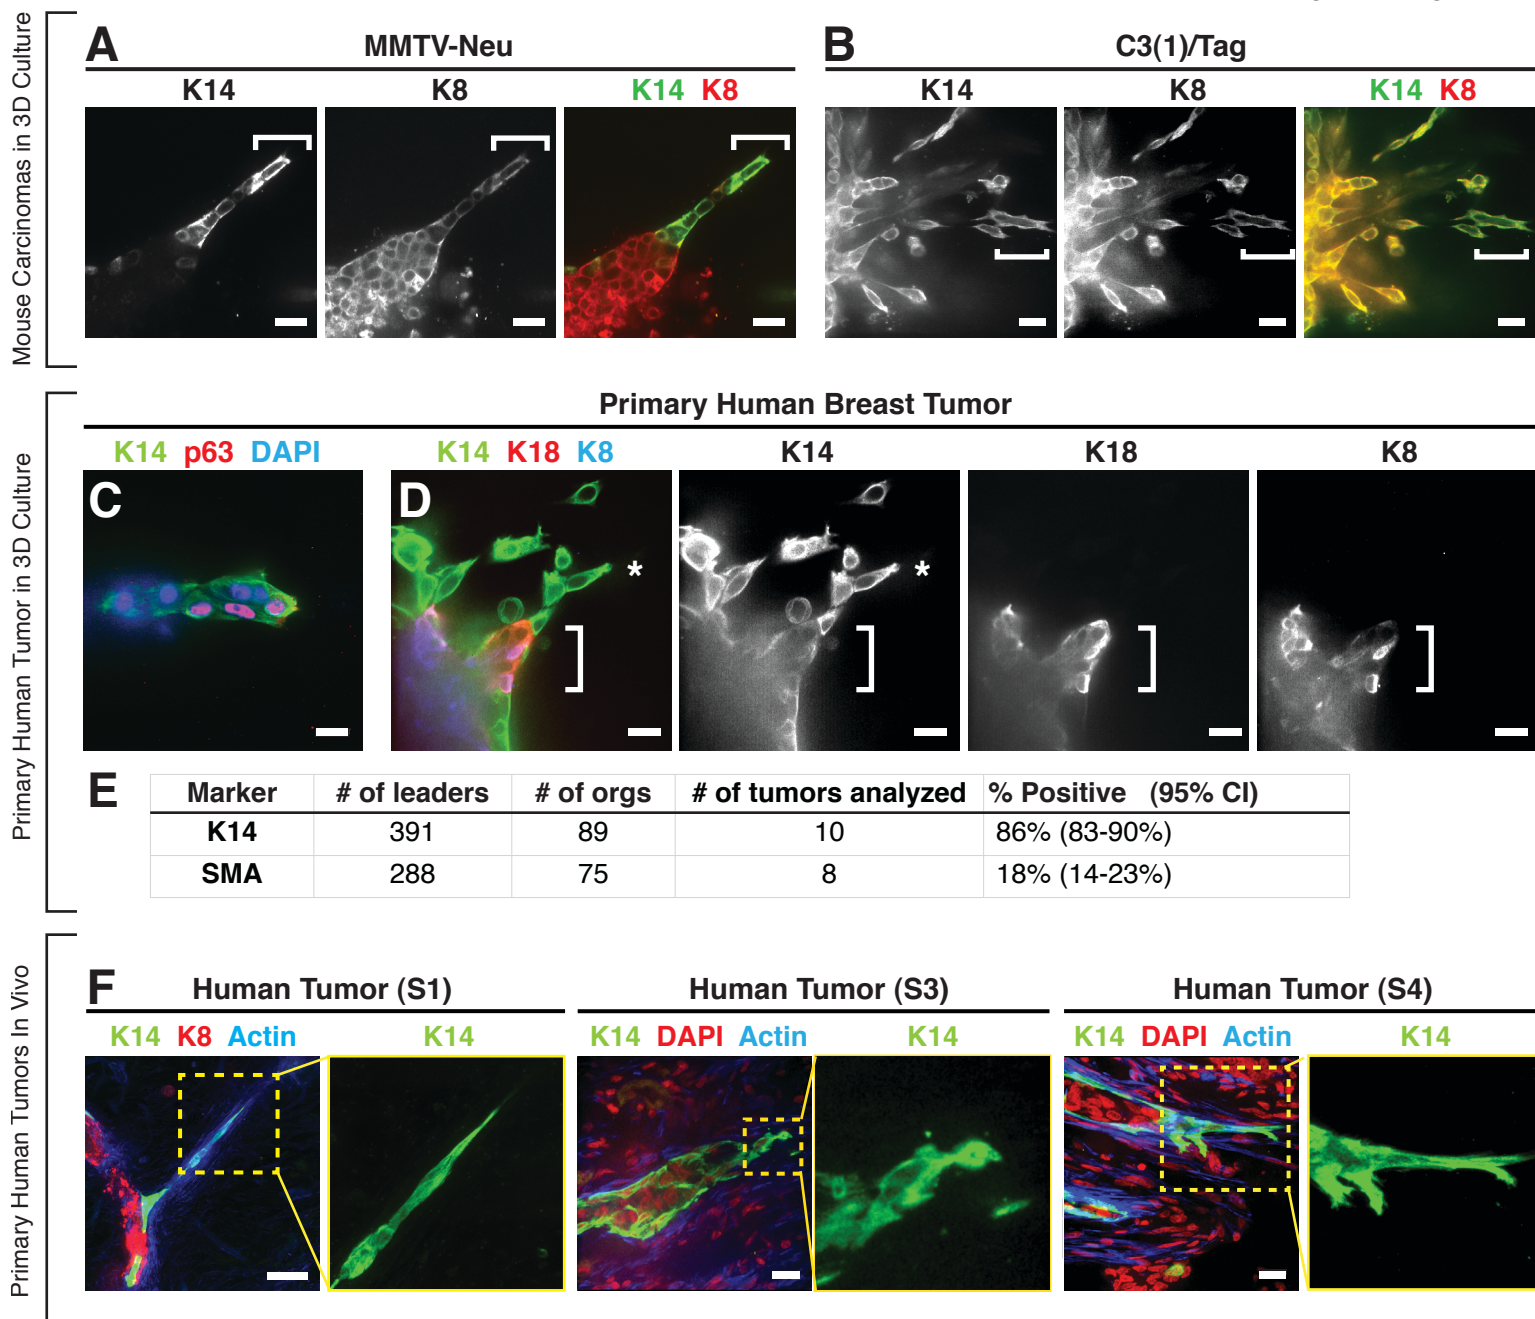 Mouse Carcinomas in 3D Culture
A MMTV-Neu
K14 K8 K14 K8
B C3(1)/Tag
K14 K8 K14 K8
Primary Human Tumor in 3D Culture
Primary Human Breast Tumor
K14 p63 DAPI K14 K18 K8 K14 K18 K8
C D
*
*
E Marker # of leaders # of orgs # of tumors analyzed % Positive (95% CI)
K14 391 89 10 86% (83-90%)
SMA 288 75 8 18% (14-23%)
Primary Human Tumors In Vivo
F Human Tumor (S1) Human Tumor (S3) Human Tumor (S4)
K14 K8 Actin K14 K14 DAPI Actin K14 K14 DAPI Actin K14